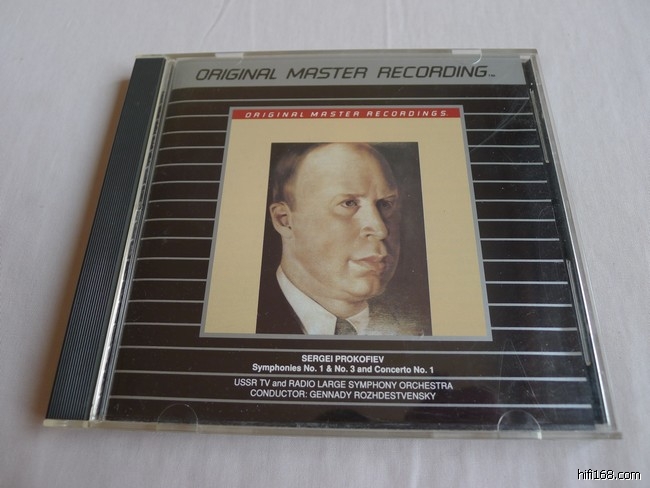 ORIGINAL MASTER RECORDING™
ORIGINAL MASTER RECORDINGS
SERGEI PROKOFIEV
Symphonies No. 1 & No. 3 and Concerto No. 1
USSR TV and RADIO LARGE SYMPHONY ORCHESTRA
CONDUCTOR: GENNADY ROZHDESTVENSKY
hifi168.com